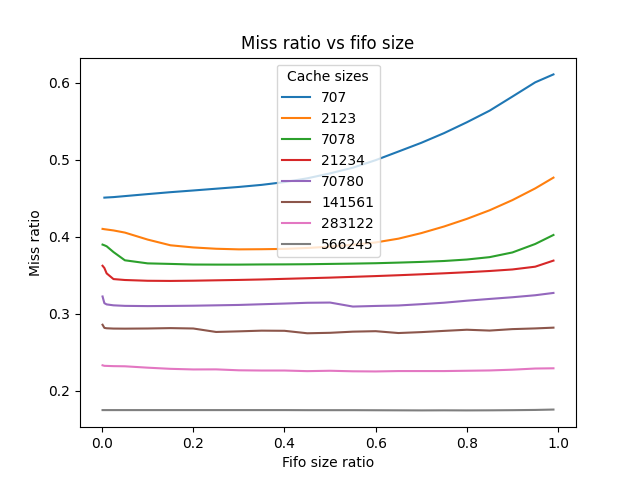 Miss ratio vs fifo size
Cache sizes
707
2123
7078
21234
70780
141561
283122
566245
Miss ratio
0.6
0.5
0.4
0.3
0.2
0.0 0.2 0.4 0.6 0.8 1.0
Fifo size ratio